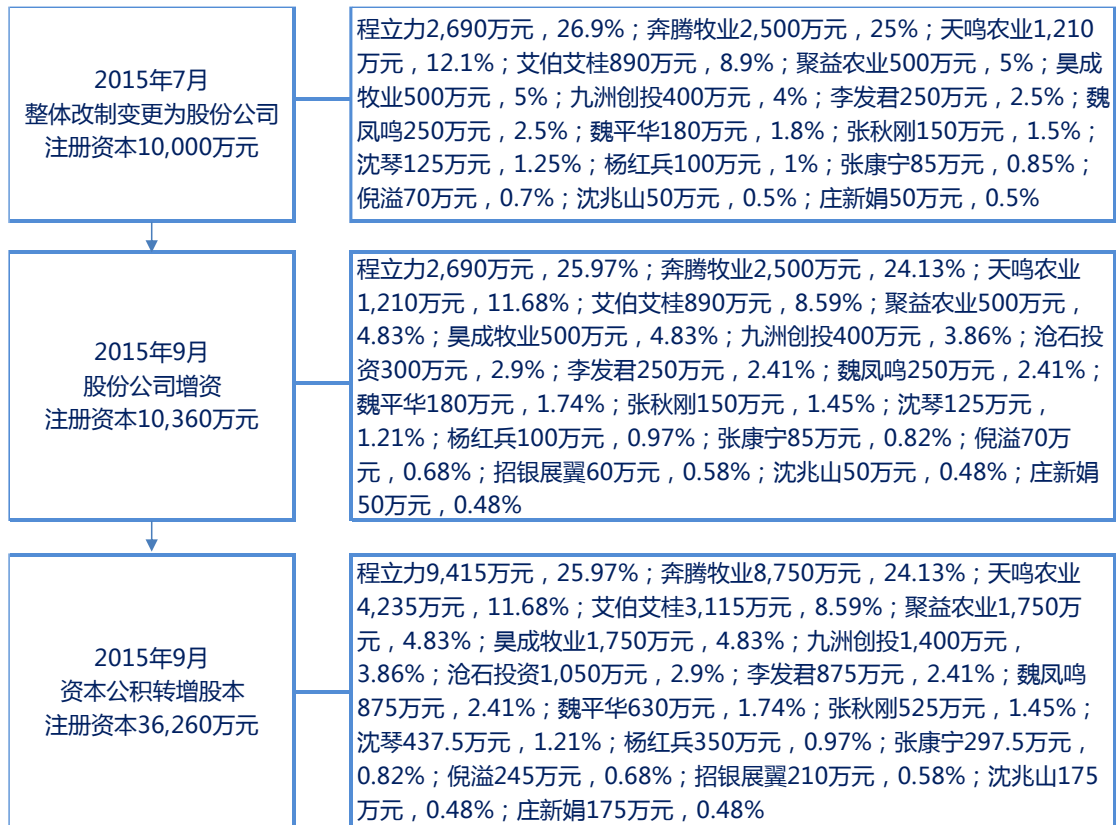 2015年7月
整体改制变更为股份公司
注册资本10,000万元
程立力2,690万元，26.9%；奔腾牧业2,500万元，25%；天鸣农业1,210
万元，12.1%；艾伯艾桂890万元，8.9%；聚益农业500万元，5%；昊成
牧业500万元，5%；九洲创投400万元，4%；李发君250万元，2.5%；魏
凤鸣250万元，2.5%；魏平华180万元，1.8%；张秋刚150万元，1.5%；
沈琴125万元，1.25%；杨红兵100万元，1%；张康宁85万元，0.85%；
倪溢70万元，0.7%；沈兆山50万元，0.5%；庄新娟50万元，0.5%
2015年9月
股份公司增资
注册资本10,360万元
程立力2,690万元，25.97%；奔腾牧业2,500万元，24.13%；天鸣农业
1,210万元，11.68%；艾伯艾桂890万元，8.59%；聚益农业500万元，
4.83%；昊成牧业500万元，4.83%；九洲创投400万元，3.86%；沧石投
资300万元，2.9%；李发君250万元，2.41%；魏凤鸣250万元，2.41%；
魏平华180万元，1.74%；张秋刚150万元，1.45%；沈琴125万元，
1.21%；杨红兵100万元，0.97%；张康宁85万元，0.82%；倪溢70万
元，0.68%；招银展翼60万元，0.58%；沈兆山50万元，0.48%；庄新娟
50万元，0.48%
2015年9月
资本公积转增股本
注册资本36,260万元
程立力9,415万元，25.97%；奔腾牧业8,750万元，24.13%；天鸣农业
4,235万元，11.68%；艾伯艾桂3,115万元，8.59%；聚益农业1,750万
元，4.83%；昊成牧业1,750万元，4.83%；九洲创投1,400万元，
3.86%；沧石投资1,050万元，2.9%；李发君875万元，2.41%；魏凤鸣
875万元，2.41%；魏平华630万元，1.74%；张秋刚525万元，1.45%；
沈琴437.5万元，1.21%；杨红兵350万元，0.97%；张康宁297.5万元，
0.82%；倪溢245万元，0.68%；招银展翼210万元，0.58%；沈兆山175
万元，0.48%；庄新娟175万元，0.48%